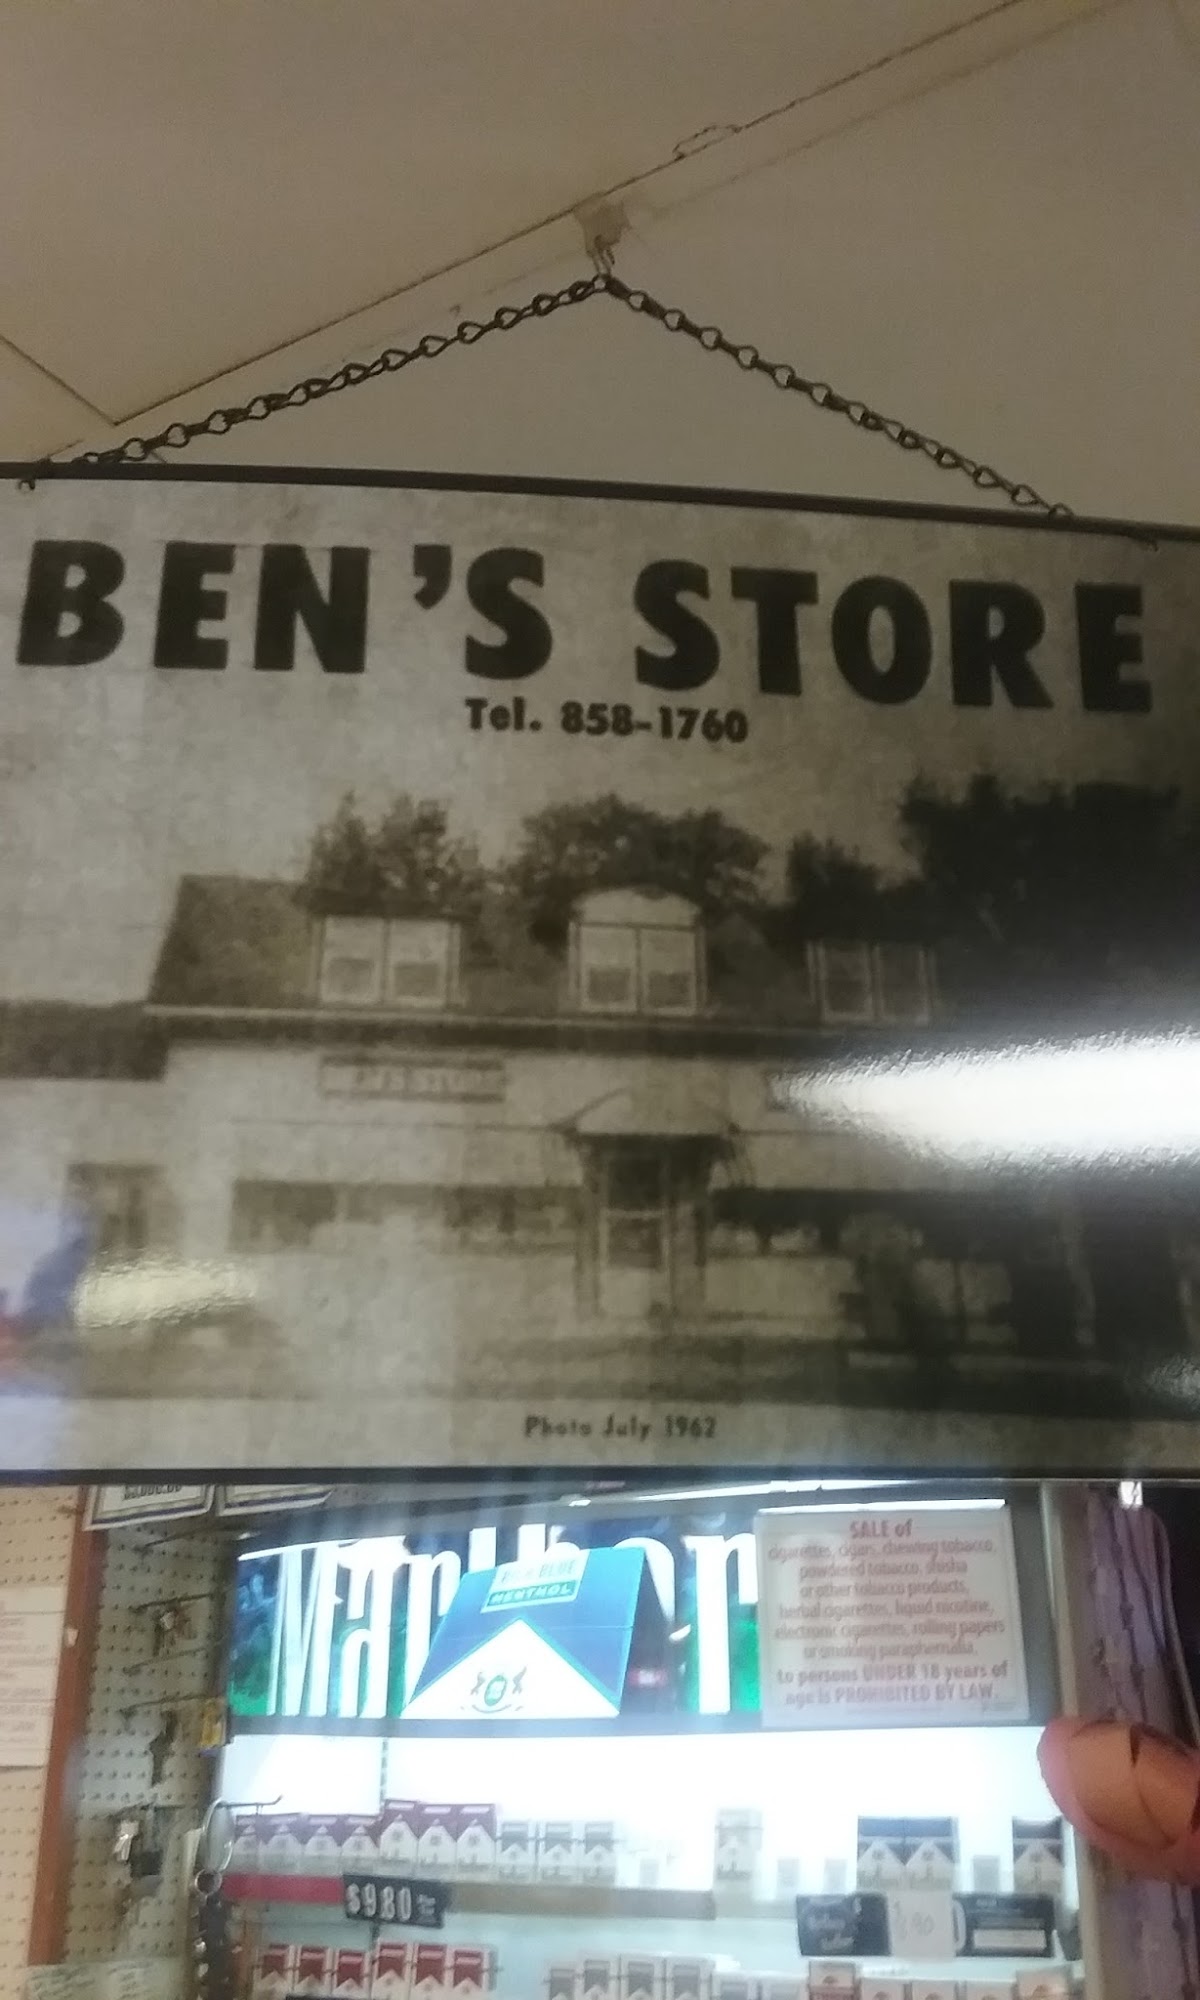 BEN'S STORE
Tel. 858-1760
Photo July 1962
Marlboro
MENTHOL
SALE of
cigarettes, cigars, chewing tobacco,
powdered tobacco, shisha
or other tobacco products,
herbal cigarettes, liquid nicotine,
electronic cigarettes, rolling papers
or smoking paraphernalia,
to persons UNDER 18 years of
age is PROHIBITED BY LAW.
$9.80